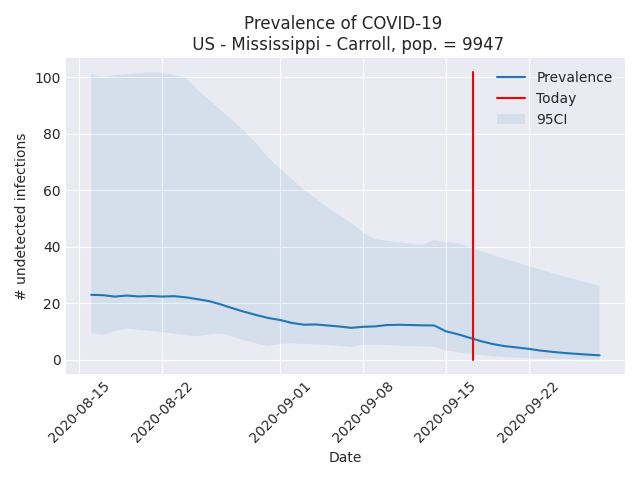 Prevalence of COVID-19
US - Mississippi - Carroll, pop. = 9947
Prevalence
Today
95CI
100
80
60
40
20
0
# undetected infections
2020-08-15
2020-08-22
2020-09-01
2020-09-08
2020-09-15
2020-09-22
Date